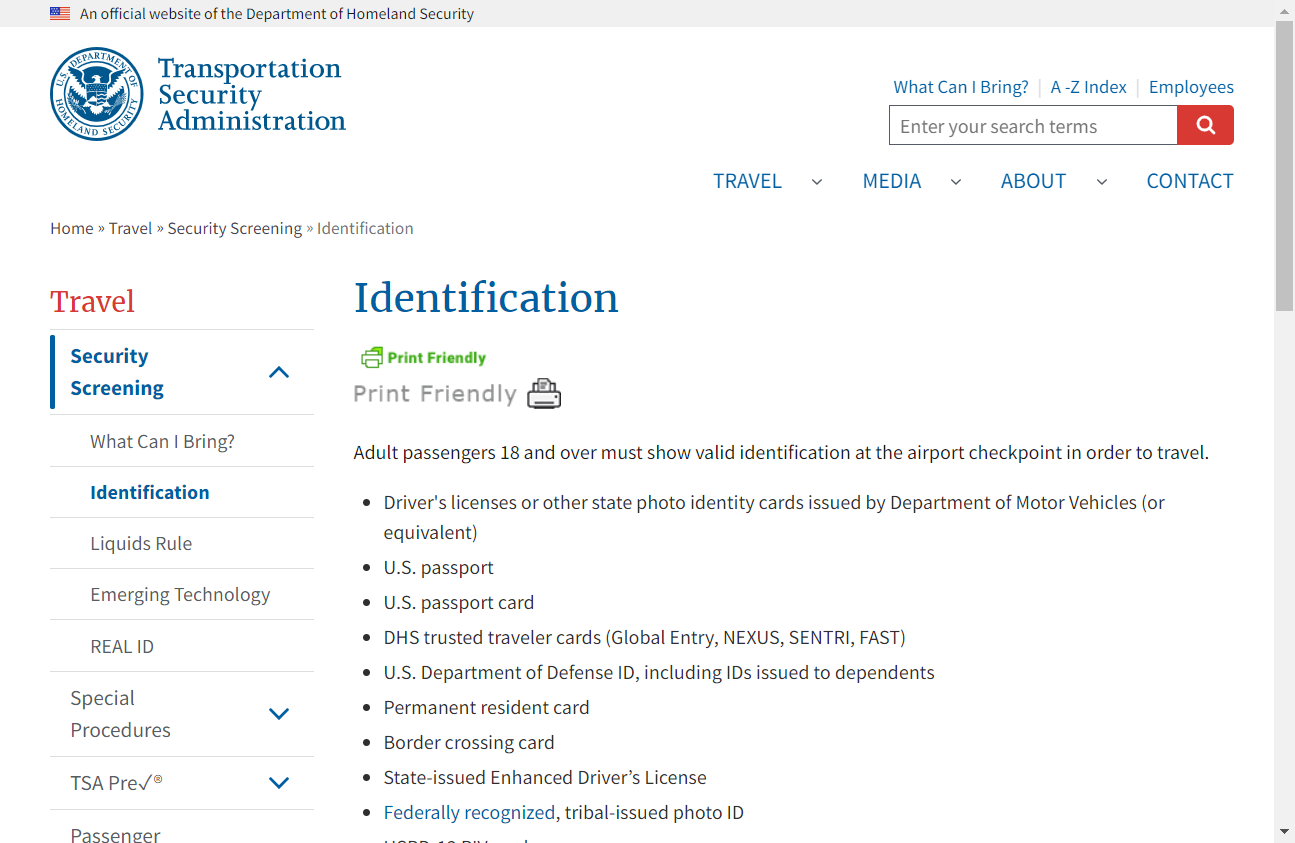 An official website of the Department of Homeland Security
U.S. DEPARTMENT OF HOMELAND SECURITY
Transportation
Security
Administration
What Can I Bring? | A -Z Index | Employees
Enter your search terms
TRAVEL MEDIA ABOUT CONTACT
Home » Travel » Security Screening » Identification
Travel
Security
Screening
What Can I Bring?
Identification
Liquids Rule
Emerging Technology
REAL ID
Special
Procedures
TSA Pre✓®
Passenger
Identification
Print Friendly
Print Friendly
Adult passengers 18 and over must show valid identification at the airport checkpoint in order to travel.
• Driver's licenses or other state photo identity cards issued by Department of Motor Vehicles (or
equivalent)
• U.S. passport
• U.S. passport card
• DHS trusted traveler cards (Global Entry, NEXUS, SENTRI, FAST)
• U.S. Department of Defense ID, including IDs issued to dependents
• Permanent resident card
• Border crossing card
• State-issued Enhanced Driver’s License
• Federally recognized, tribal-issued photo ID